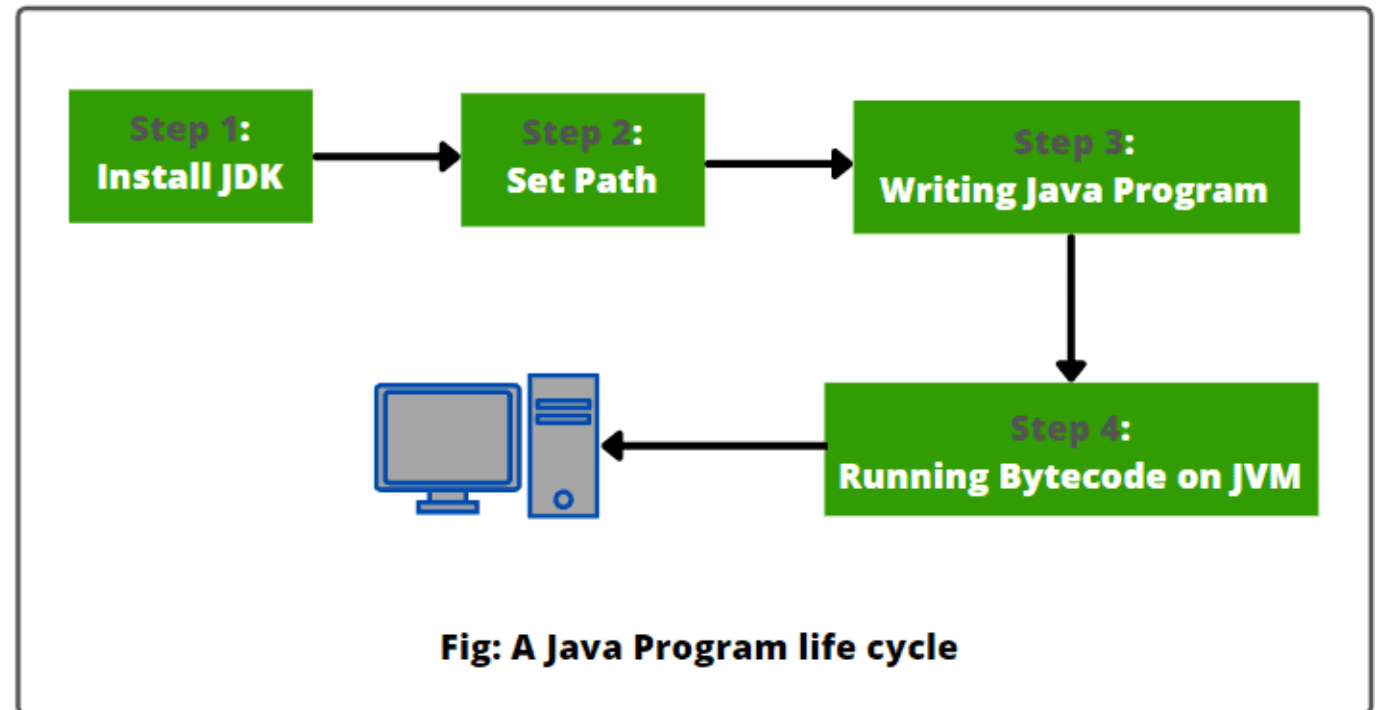 Step 1:
Install JDK
Step 2:
Set Path
Step 3:
Writing Java Program
Step 4:
Running Bytecode on JVM
Fig: A Java Program life cycle